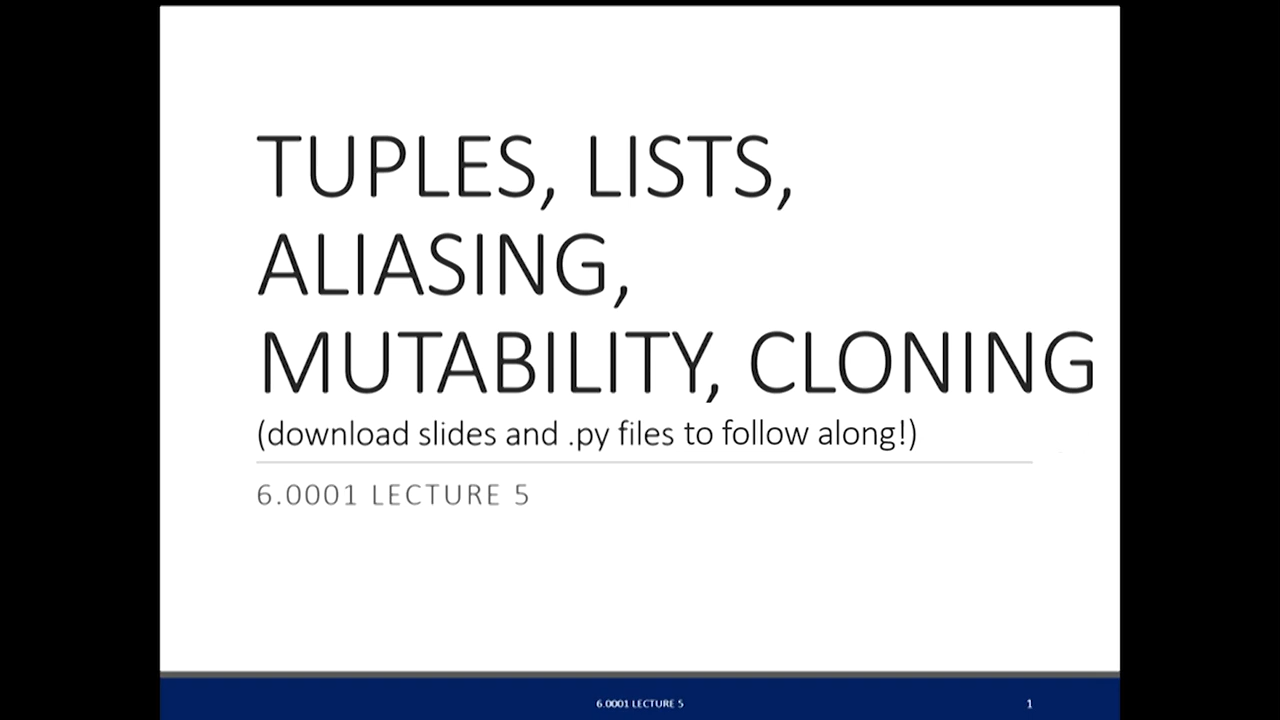 TUPLES, LISTS,
ALIASING,
MUTABILITY, CLONING
(download slides and .py files to follow along!)
6.0001 LECTURE 5
6.0001 LECTURE 5
1